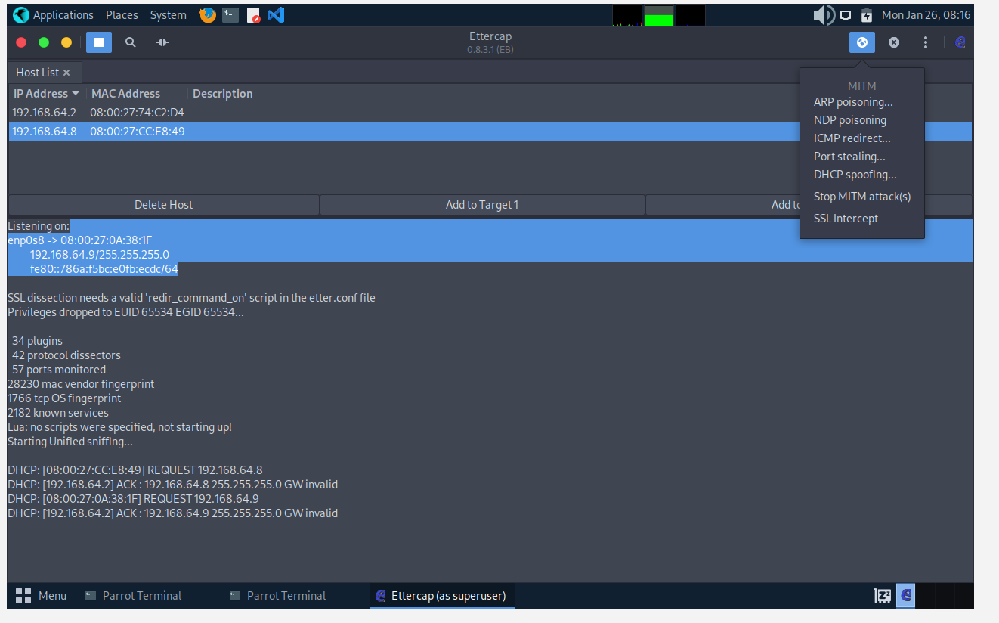 Applications Places System Mon Jan 26, 08:16
Ettercap
0.8.3.1 (EB)
Host List ×
IP Address MAC Address Description
192.168.64.2 08:00:27:74:C2:D4
192.168.64.8 08:00:27:CC:E8:49
MITM
ARP poisoning...
NDP poisoning
ICMP redirect...
Port stealing...
DHCP spoofing...
Stop MITM attack(s)
SSL Intercept
Delete Host Add to Target 1 Add to
Listening on:
enp0s8 -> 08:00:27:0A:38:1F
192.168.64.9/255.255.255.0
fe80::786a:f5bc:e0fb:ecdc/64
SSL dissection needs a valid 'redir_command_on' script in the etter.conf file
Privileges dropped to EUID 65534 EGID 65534...
34 plugins
42 protocol dissectors
57 ports monitored
28230 mac vendor fingerprint
1766 tcp OS fingerprint
2182 known services
Lua: no scripts were specified, not starting up!
Starting Unified sniffing...
DHCP: [08:00:27:CC:E8:49] REQUEST 192.168.64.8
DHCP: [192.168.64.2] ACK : 192.168.64.8 255.255.255.0 GW invalid
DHCP: [08:00:27:0A:38:1F] REQUEST 192.168.64.9
DHCP: [192.168.64.2] ACK : 192.168.64.9 255.255.255.0 GW invalid
Menu Parrot Terminal Parrot Terminal Ettercap (as superuser)